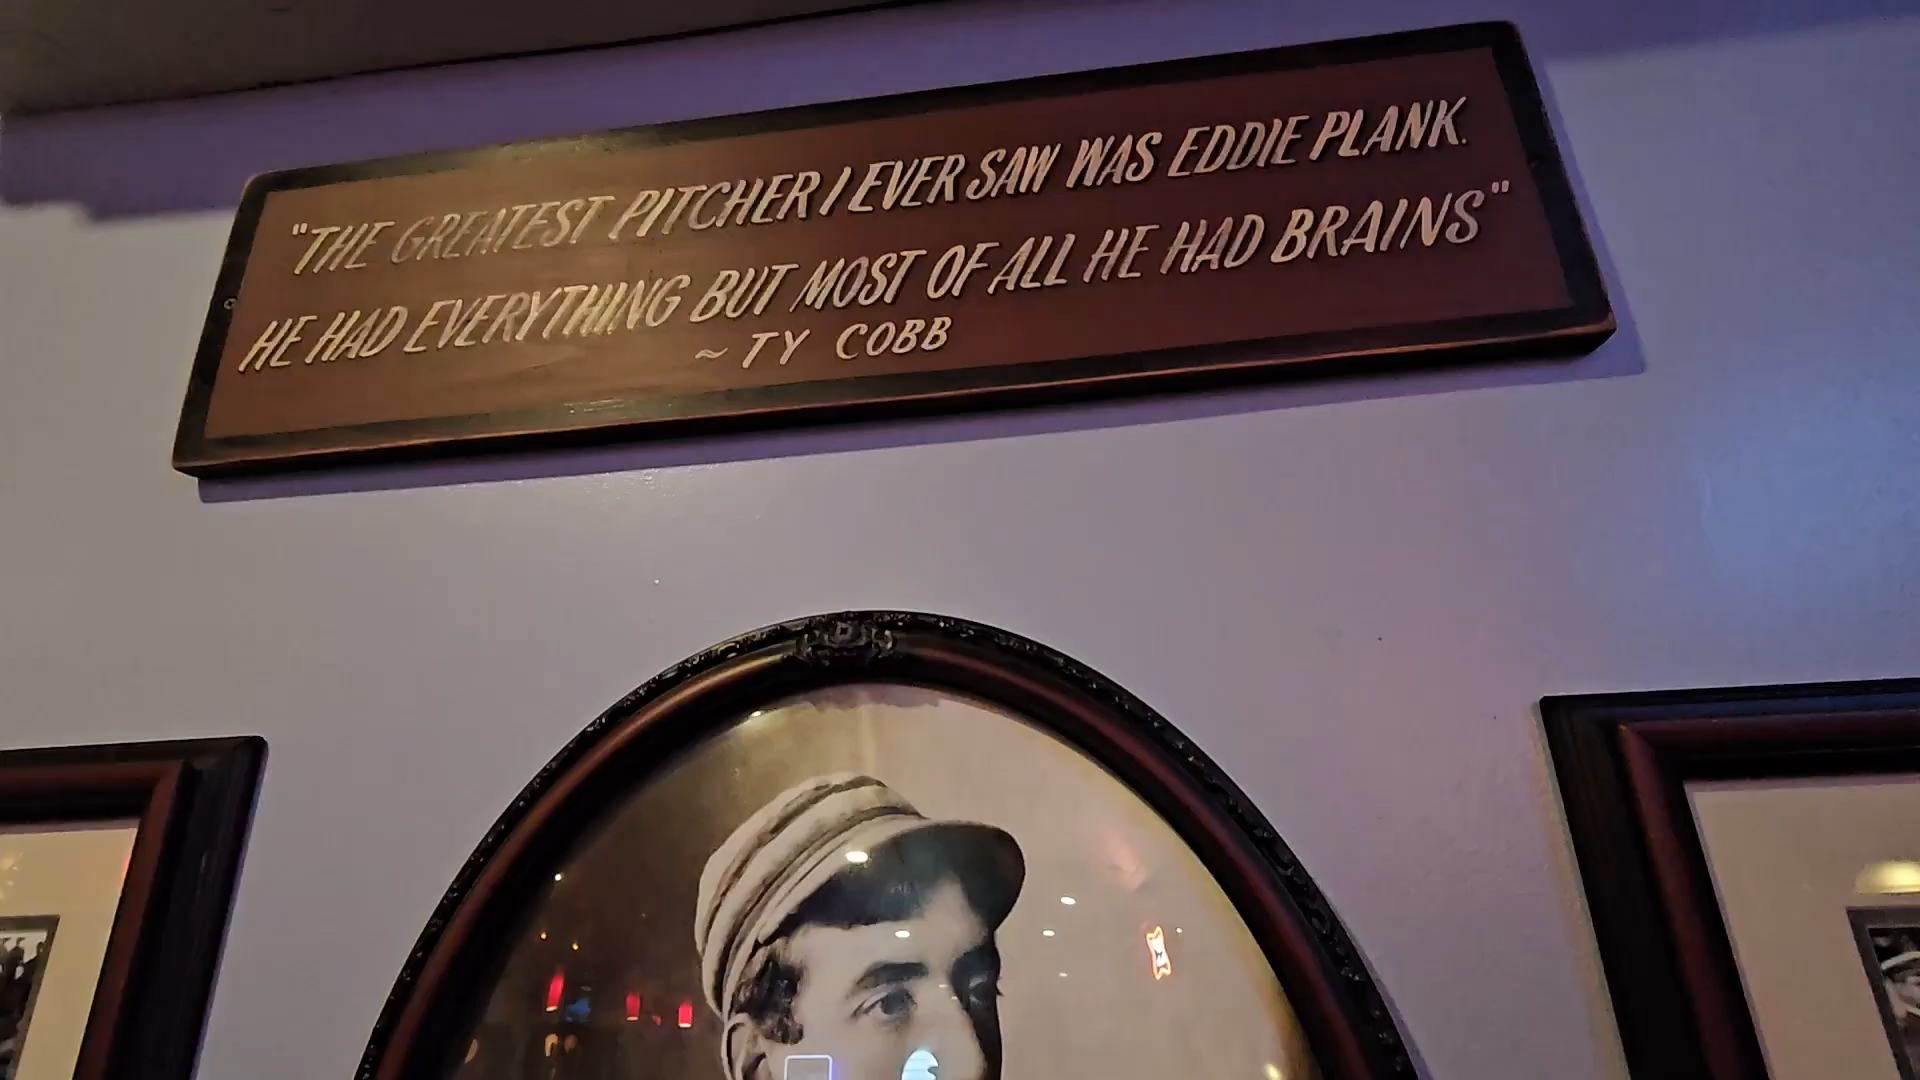 "THE GREATEST PITCHER I EVER SAW WAS EDDIE PLANK.
HE HAD EVERYTHING BUT MOST OF ALL HE HAD BRAINS"
~ TY COBB